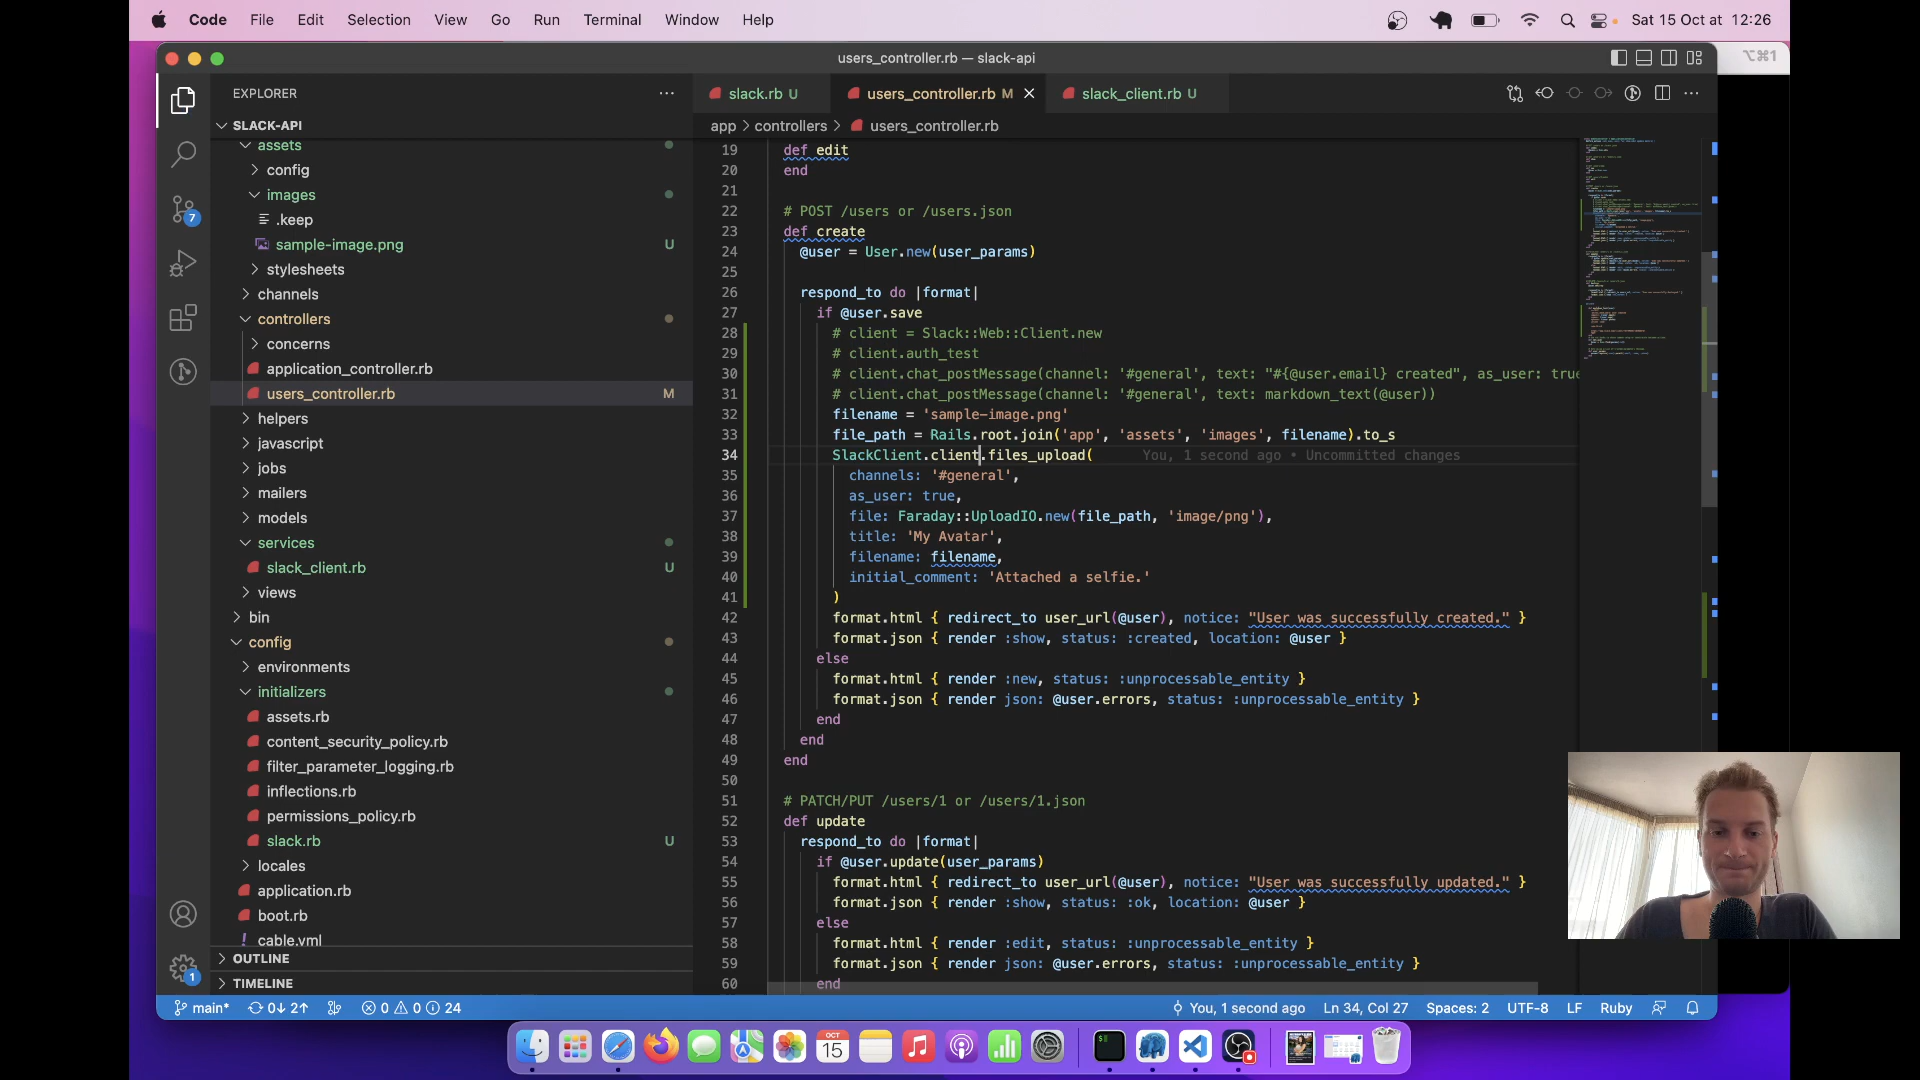 Code File Edit Selection View Go Run Terminal Window Help Sat 15 Oct at 12:26
users_controller.rb — slack-api
⌥⌘1
EXPLORER
SLACK-API
assets
config
images
.keep
sample-image.png U
stylesheets
channels
controllers
concerns
application_controller.rb
users_controller.rb M
helpers
javascript
jobs
mailers
models
services
slack_client.rb U
views
bin
config
environments
initializers
assets.rb
content_security_policy.rb
filter_parameter_logging.rb
inflections.rb
permissions_policy.rb
slack.rb U
locales
application.rb
boot.rb
cable.yml
OUTLINE
TIMELINE
7
1
slack.rb U users_controller.rb M slack_client.rb U
app > controllers > users_controller.rb
19 def edit
20 end
21
22 # POST /users or /users.json
23 def create
24 @user = User.new(user_params)
25
26 respond_to do |format|
27 if @user.save
28 # client = Slack::Web::Client.new
29 # client.auth_test
30 # client.chat_postMessage(channel: '#general', text: "#{@user.email} created", as_user: true
31 # client.chat_postMessage(channel: '#general', text: markdown_text(@user))
32 filename = 'sample-image.png'
33 file_path = Rails.root.join('app', 'assets', 'images', filename).to_s
34 SlackClient.client.files_upload( You, 1 second ago • Uncommitted changes
35 channels: '#general',
36 as_user: true,
37 file: Faraday::UploadIO.new(file_path, 'image/png'),
38 title: 'My Avatar',
39 filename: filename,
40 initial_comment: 'Attached a selfie.'
41 )
42 format.html { redirect_to user_url(@user), notice: "User was successfully created." }
43 format.json { render :show, status: :created, location: @user }
44 else
45 format.html { render :new, status: :unprocessable_entity }
46 format.json { render json: @user.errors, status: :unprocessable_entity }
47 end
48 end
49 end
50
51 # PATCH/PUT /users/1 or /users/1.json
52 def update
53 respond_to do |format|
54 if @user.update(user_params)
55 format.html { redirect_to user_url(@user), notice: "User was successfully updated." }
56 format.json { render :show, status: :ok, location: @user }
57 else
58 format.html { render :edit, status: :unprocessable_entity }
59 format.json { render json: @user.errors, status: :unprocessable_entity }
60 end
main* 0↓ 2↑ 0 0 24 You, 1 second ago Ln 34, Col 27 Spaces: 2 UTF-8 LF Ruby
OCT
15